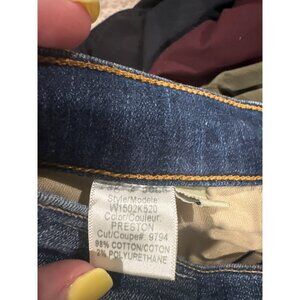 Style/Modele:
W1502K520
Color/Couleur:
PRESTON
Cut/Coupe#: 9794
98% COTTON/COTON
2% POLYURETHANE